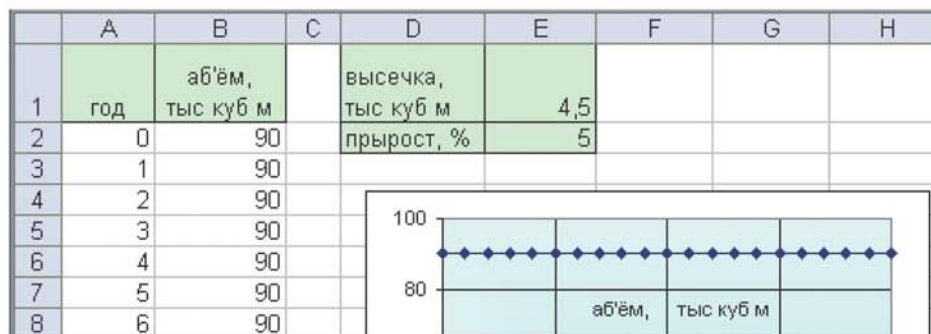 A B C D E F G H
1 год аб'ём, тыс куб м высечка, тыс куб м 4,5
2 0 90 прырост, % 5
3 1 90
4 2 90
5 3 90
6 4 90
7 5 90
8 6 90
100
80
аб'ём, тыс куб м